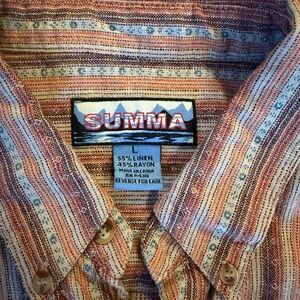 SUMMA
L
55% LINEN
45% RAYON
MADE IN CHINA
REVERSE FOR CARE